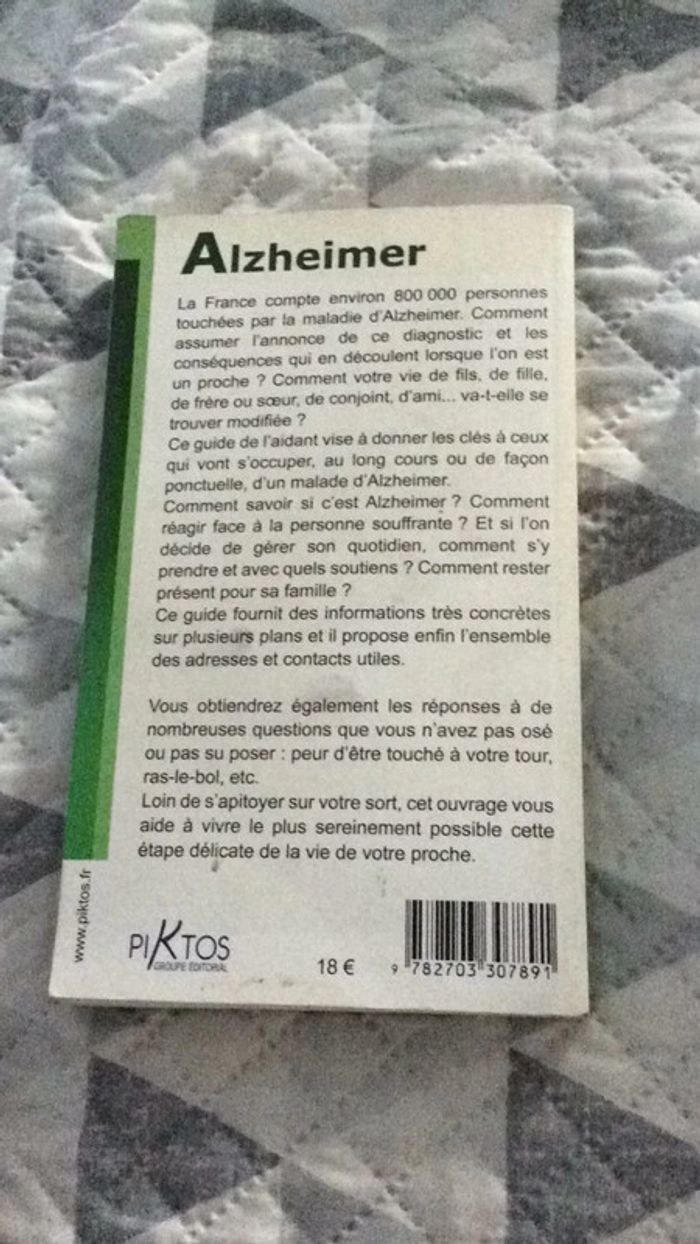 Alzheimer
La France compte environ 800 000 personnes
touchées par la maladie d'Alzheimer. Comment
assumer l'annonce de ce diagnostic et les
conséquences qui en découlent lorsque l'on est
un proche ? Comment votre vie de fils, de fille,
de frère ou sœur, de conjoint, d'ami... va-t-elle se
trouver modifiée ?
Ce guide de l'aidant vise à donner les clès à ceux
qui vont s'occuper, au long cours ou de façon
ponctuelle, d'un malade d'Alzheimer.
Comment savoir si c'est Alzheimer ? Comment
réagir face à la personne souffrante ? Et si l'on
décide de gérer son quotidien, comment s'y
prendre et avec quels soutiens ? Comment rester
présent pour sa famille ?
Ce guide fournit des informations très concrètes
sur plusieurs plans et il propose enfin l'ensemble
des adresses et contacts utiles.
Vous obtiendrez également les réponses à de
nombreuses questions que vous n'avez pas osé
ou pas su poser : peur d'être touché à votre tour,
ras-le-bol, etc.
Loin de s'apitoyer sur votre sort, cet ouvrage vous
aide à vivre le plus sereinement possible cette
étape délicate de la vie de votre proche.
www.piktos.fr
PIKTOS
GROUPE ÉDITORIAL
18 €
9 782703 307891